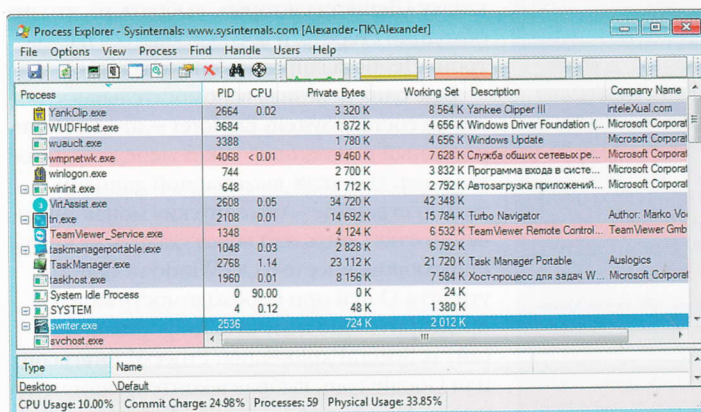 Process Explorer - Sysinternals: www.sysinternals.com [Alexander-ПК\Alexander]
File Options View Process Find Handle Users Help
Process PID CPU Private Bytes Working Set Description Company Name
YankClip.exe 2664 0.02 3 320 K 8 564 K Yankee Clipper III inteleXual.com
WUDFHost.exe 3684 1 872 K 4 656 K Windows Driver Foundation (... Microsoft Corporat
wuauclt.exe 3388 1 780 K 4 656 K Windows Update Microsoft Corporat
wmpnetwk.exe 4068 < 0.01 9 460 K 7 628 K Служба общих сетевых ре... Microsoft Corporat
winlogon.exe 744 2 700 K 3 832 K Программа входа в систе... Microsoft Corporat
wininit.exe 648 1 712 K 2 792 K Автозагрузка приложений... Microsoft Corporat
VirtAssist.exe 2608 0.05 34 720 K 42 348 K
tn.exe 2108 0.01 14 692 K 15 784 K Turbo Navigator Author: Marko Vo
TeamViewer_Service.exe 1348 4 124 K 6 532 K TeamViewer Remote Control... TeamViewer Gmb
taskmanagerportable.exe 1048 0.03 2 828 K 6 792 K
TaskManager.exe 2768 1.14 23 112 K 21 720 K Task Manager Portable Auslogics
taskhost.exe 1960 0.01 8 156 K 7 584 K Хост-процесс для задач W... Microsoft Corporat
System Idle Process 0 90.00 0 K 24 K
SYSTEM 4 0.12 48 K 1 380 K
swriter.exe 2536 724 K 2 012 K
svchost.exe
Type Name
Desktop \Default
CPU Usage: 10.00% Commit Charge: 24.98% Processes: 59 Physical Usage: 33.85%